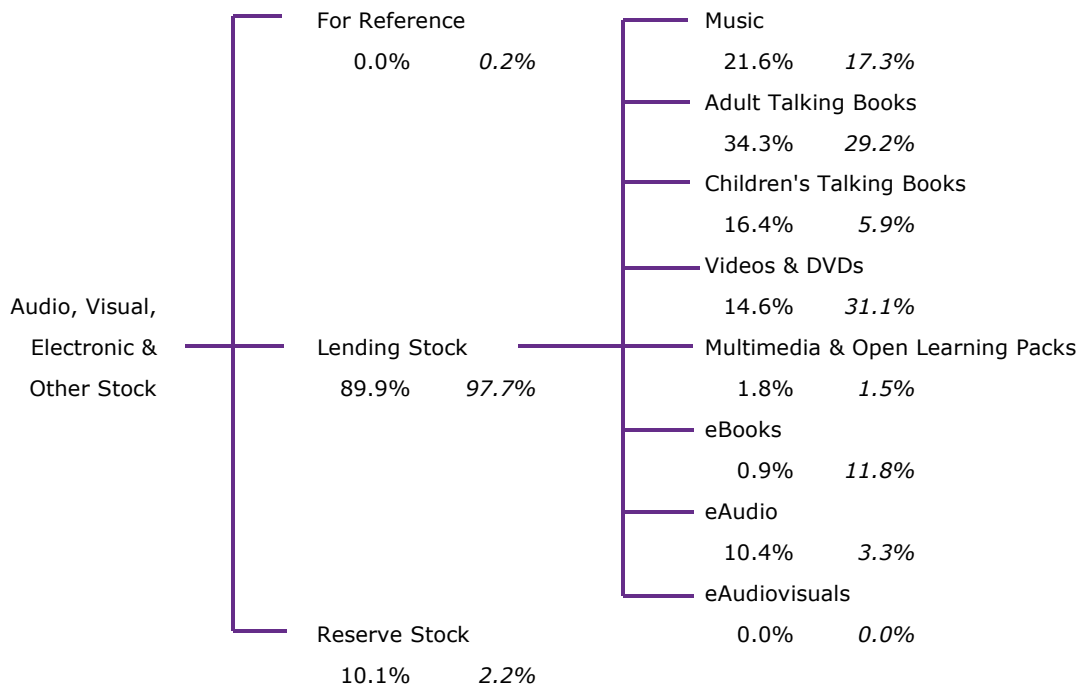 For Reference
0.0% 0.2%
Audio, Visual,
Electronic &
Other Stock
Lending Stock
89.9% 97.7%
Reserve Stock
10.1% 2.2%
Music
21.6% 17.3%
Adult Talking Books
34.3% 29.2%
Children's Talking Books
16.4% 5.9%
Videos & DVDs
14.6% 31.1%
Multimedia & Open Learning Packs
1.8% 1.5%
eBooks
0.9% 11.8%
eAudio
10.4% 3.3%
eAudiovisuals
0.0% 0.0%